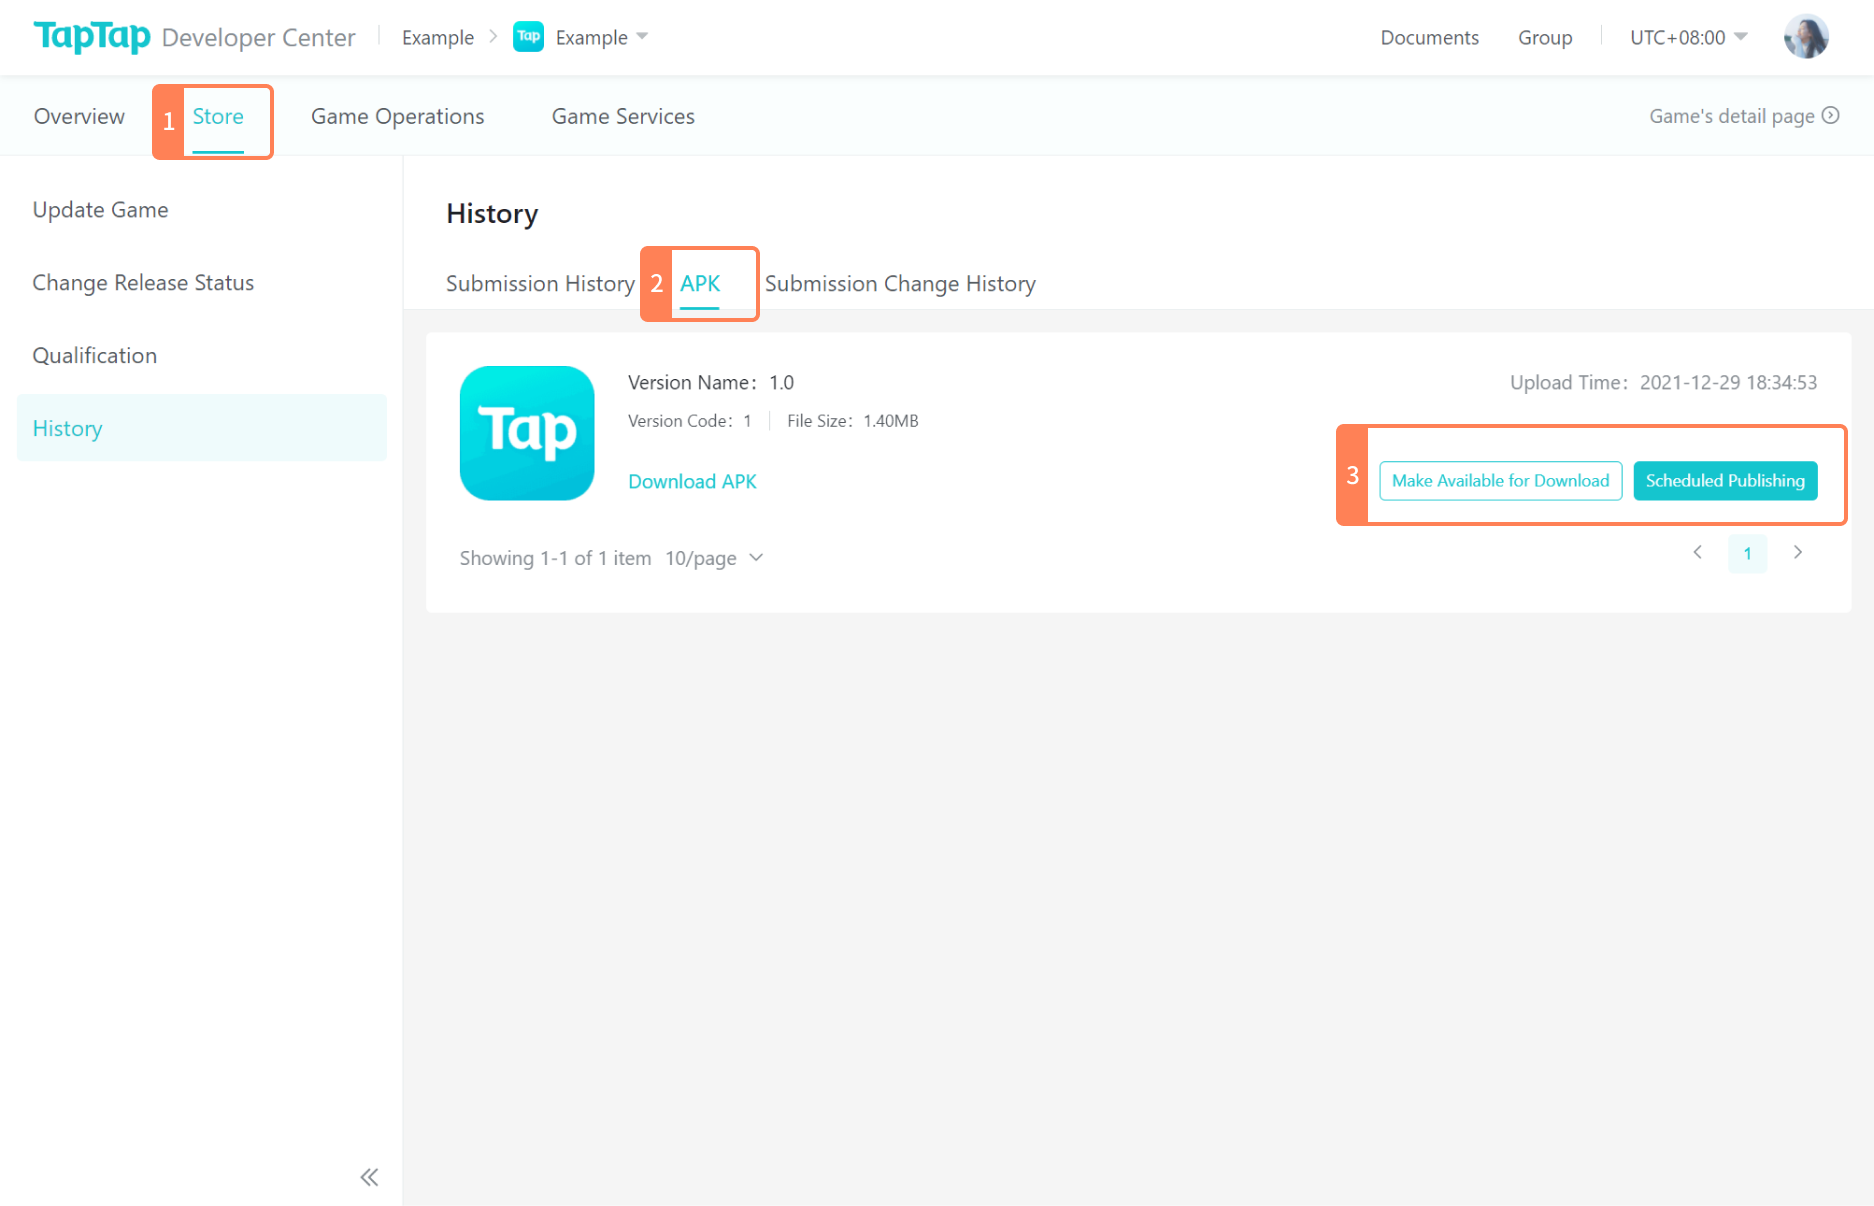 TapTap Developer Center Example Tap Example Documents Group UTC+08:00
Overview 1 Store Game Operations Game Services Game's detail page
Update Game
Change Release Status
Qualification
History
History
Submission History 2 APK Submission Change History
Tap
Version Name: 1.0 Upload Time: 2021-12-29 18:34:53
Version Code: 1 File Size: 1.40MB
Download APK 3 Make Available for Download Scheduled Publishing
Showing 1-1 of 1 item 10/page 1